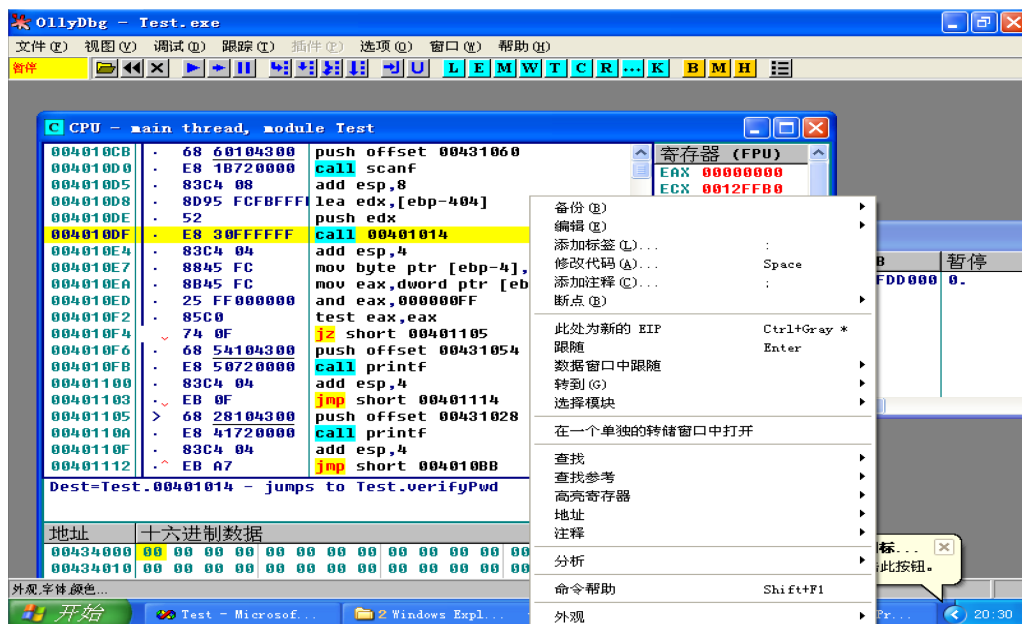 OllyDbg - Test.exe
文件(F) 视图(V) 调试(D) 跟踪(T) 插件(P) 选项(O) 窗口(W) 帮助(H)
暂停 L E M W T C R ... K B M H
C CPU - main thread, module Test
004010CB . 68 60104300 push offset 00431060
004010D0 . E8 1B720000 call scanf
004010D5 . 83C4 08 add esp,8
004010D8 . 8D95 FCFBFFF lea edx,[ebp-404]
004010DE . 52 push edx
004010DF . E8 30FFFFFF call 00401014
004010E4 . 83C4 04 add esp,4
004010E7 . 8845 FC mov byte ptr [ebp-4],
004010EA . 8B45 FC mov eax,dword ptr [eb
004010ED . 25 FF000000 and eax,000000FF
004010F2 . 85C0 test eax,eax
004010F4 . 74 0F jz short 00401105
004010F6 . 68 54104300 push offset 00431054
004010FB . E8 50720000 call printf
00401100 . 83C4 04 add esp,4
00401103 . EB 0F jmp short 00401114
00401105 > 68 28104300 push offset 00431028
0040110A . E8 41720000 call printf
0040110F . 83C4 04 add esp,4
00401112 . EB A7 jmp short 004010BB
Dest=Test.00401014 - jumps to Test.verifyPwd
寄存器 (FPU)
EAX 00000000
ECX 0012FFB0
地址 十六进制数据
00434000 00 00 00 00 00 00 00 00 00 00 00 00 00
00434010 00 00 00 00 00 00 00 00 00 00 00 00 00
备份(B)
编辑(E)
添加标签(L)... :
修改代码(A)... Space
添加注释(C)... ;
断点(B)
此处为新的 EIP Ctrl+Gray *
跟随 Enter
数据窗口中跟随
转到(G)
选择模块
在一个单独的转储窗口中打开
查找
查找参考
高亮寄存器
地址
注释
分析
命令帮助 Shift+F1
外观
B 暂停
FDD000 0.
标...
此按钮。
外观,字体,颜色...
开始 Test - Microsof... 2 Windows Expl... Pr... 20:30